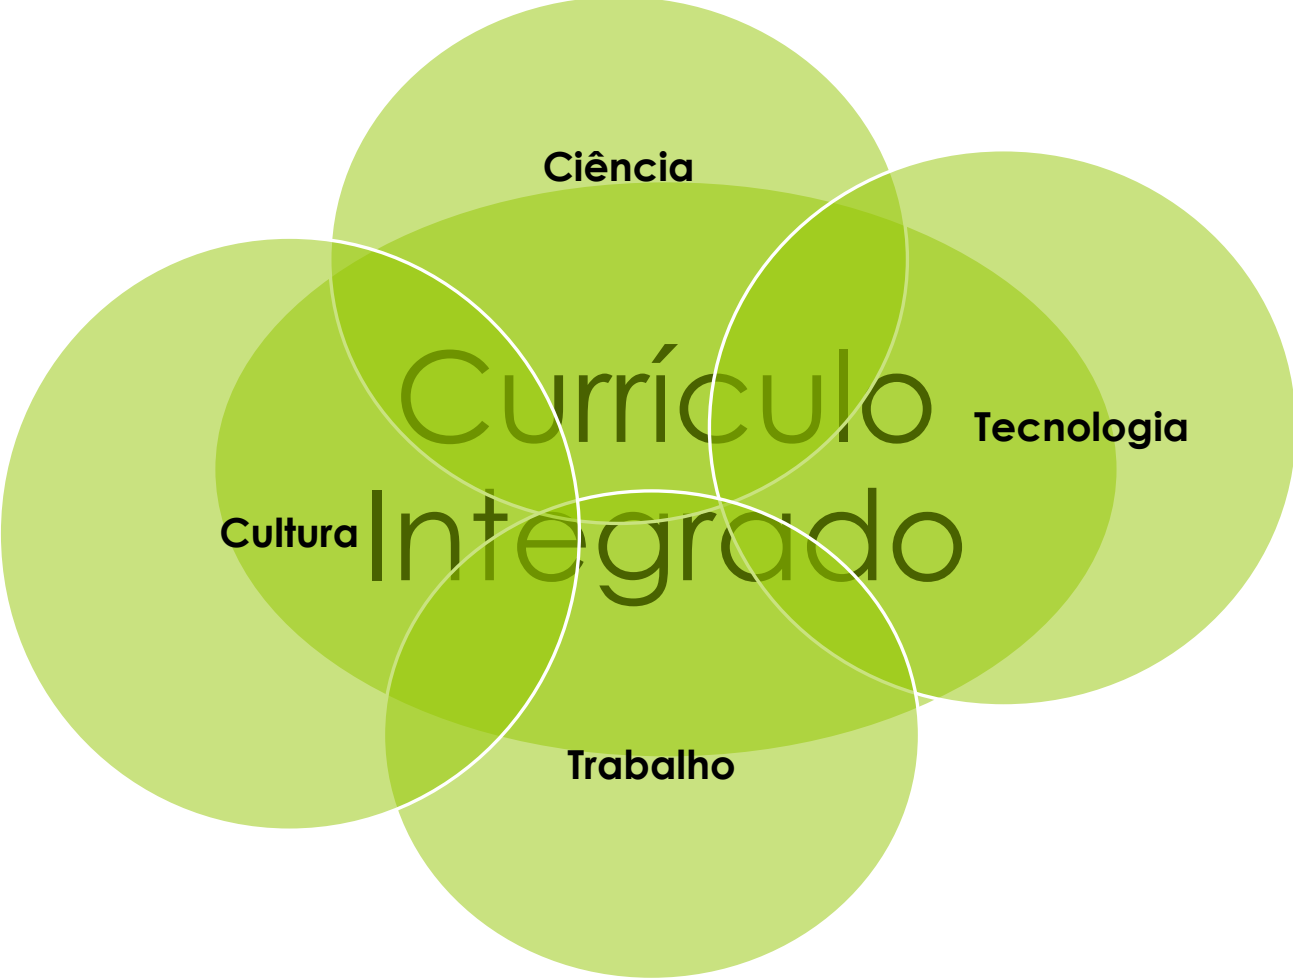 Ciência
Currículo
Tecnologia
Cultura
Integrado
Trabalho